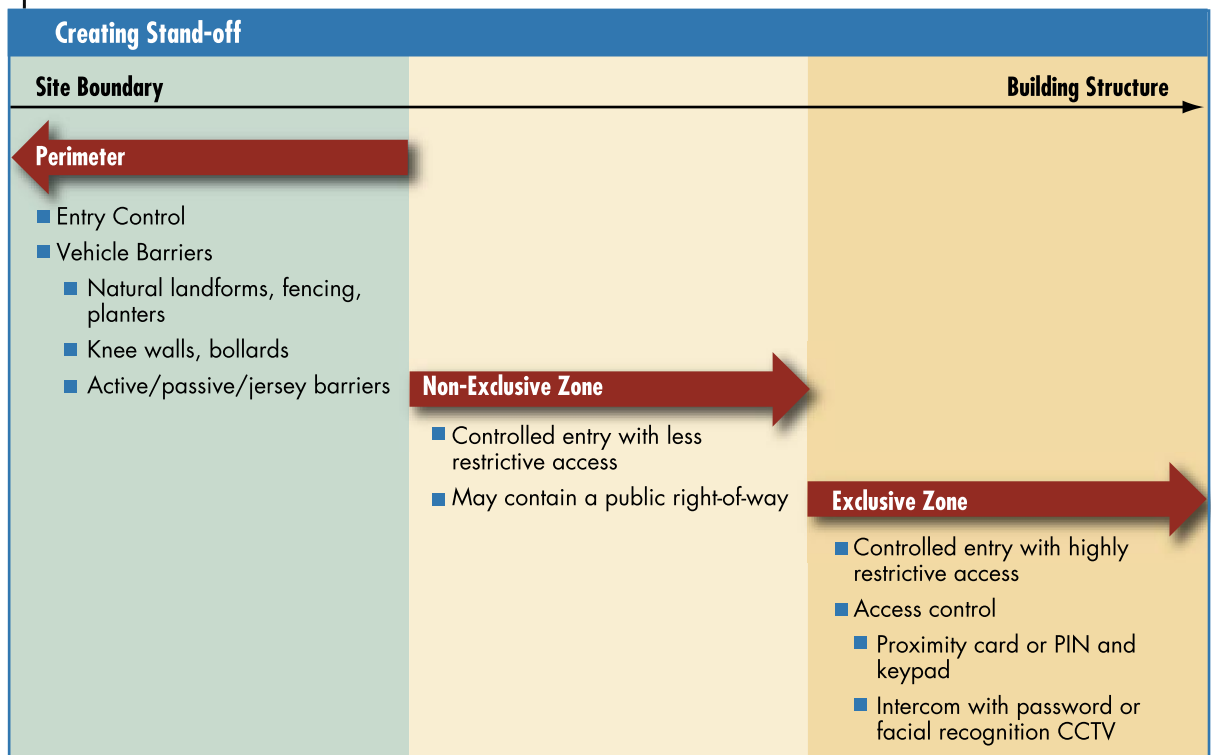 Creating Stand-off
Site Boundary
Building Structure
Perimeter
Entry Control
Vehicle Barriers
Natural landforms, fencing,
planters
Knee walls, bollards
Active/passive/jersey barriers
Non-Exclusive Zone
Controlled entry with less
restrictive access
May contain a public right-of-way
Exclusive Zone
Controlled entry with highly
restrictive access
Access control
Proximity card or PIN and
keypad
Intercom with password or
facial recognition CCTV